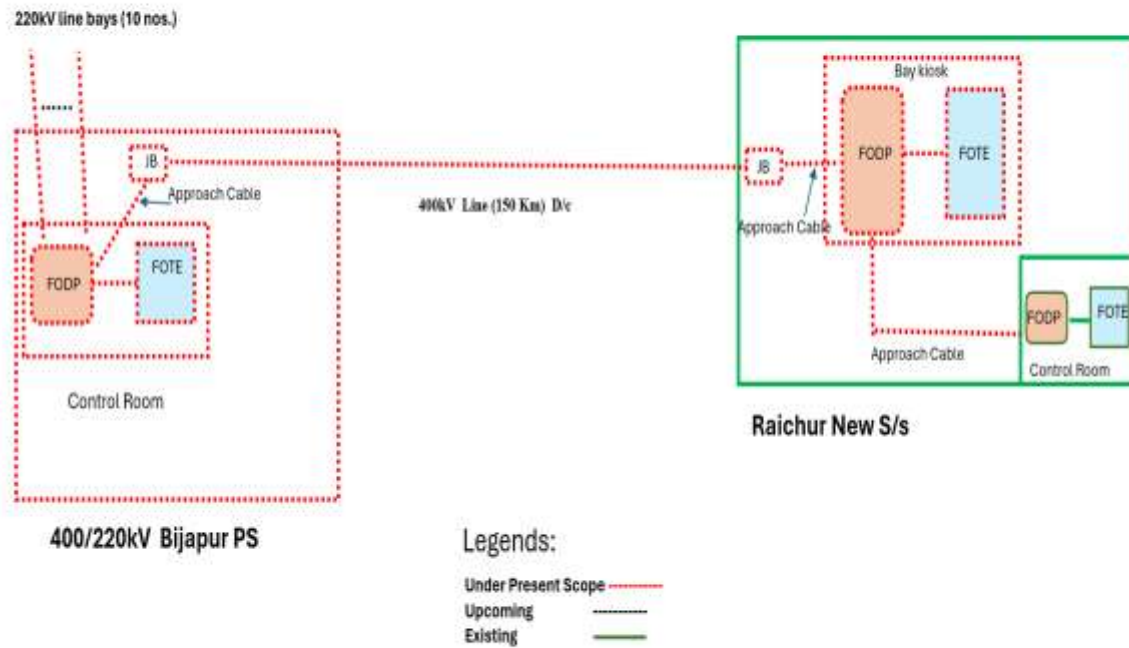 220kV line bays (10 nos.)
JB
Approach Cable
FODP
FOTE
Control Room
400/220kV Bijapur PS
400kV Line (150 Km) D/c
Bay kiosk
JB
FODP
FOTE
Approach Cable
Approach Cable
FODP
FOTE
Control Room
Raichur New S/s
Legends:
Under Present Scope
Upcoming
Existing